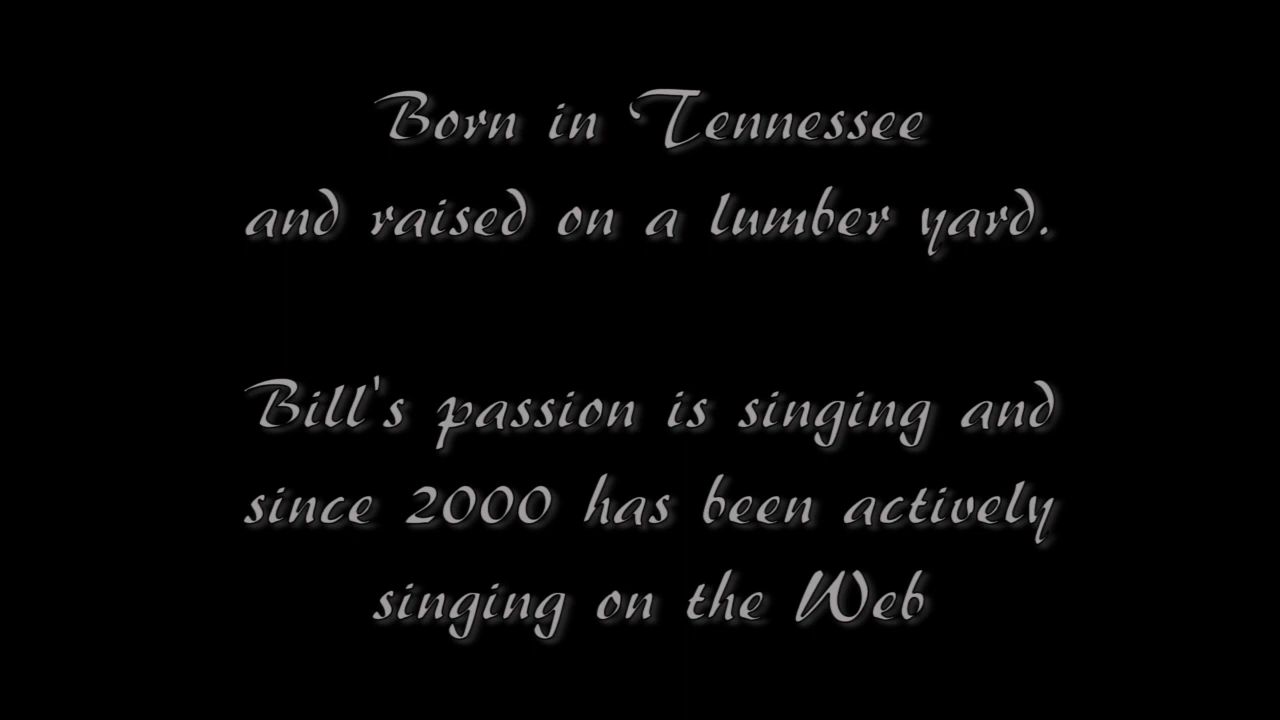 Born in Tennessee
and raised on a lumber yard.
Bill's passion is singing and
since 2000 has been actively
singing on the Web